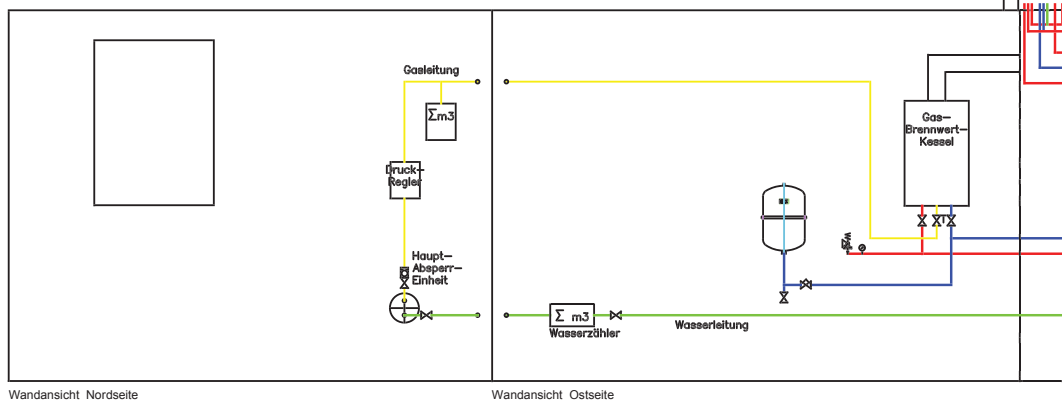 Gasleitung
Σm3
Druck-
Regler
Haupt-
Absperr-
Einheit
Σ m3
Wasserzähler
Wasserleitung
Gas-
Brennwert-
Kessel
Wandansicht Nordseite
Wandansicht Ostseite